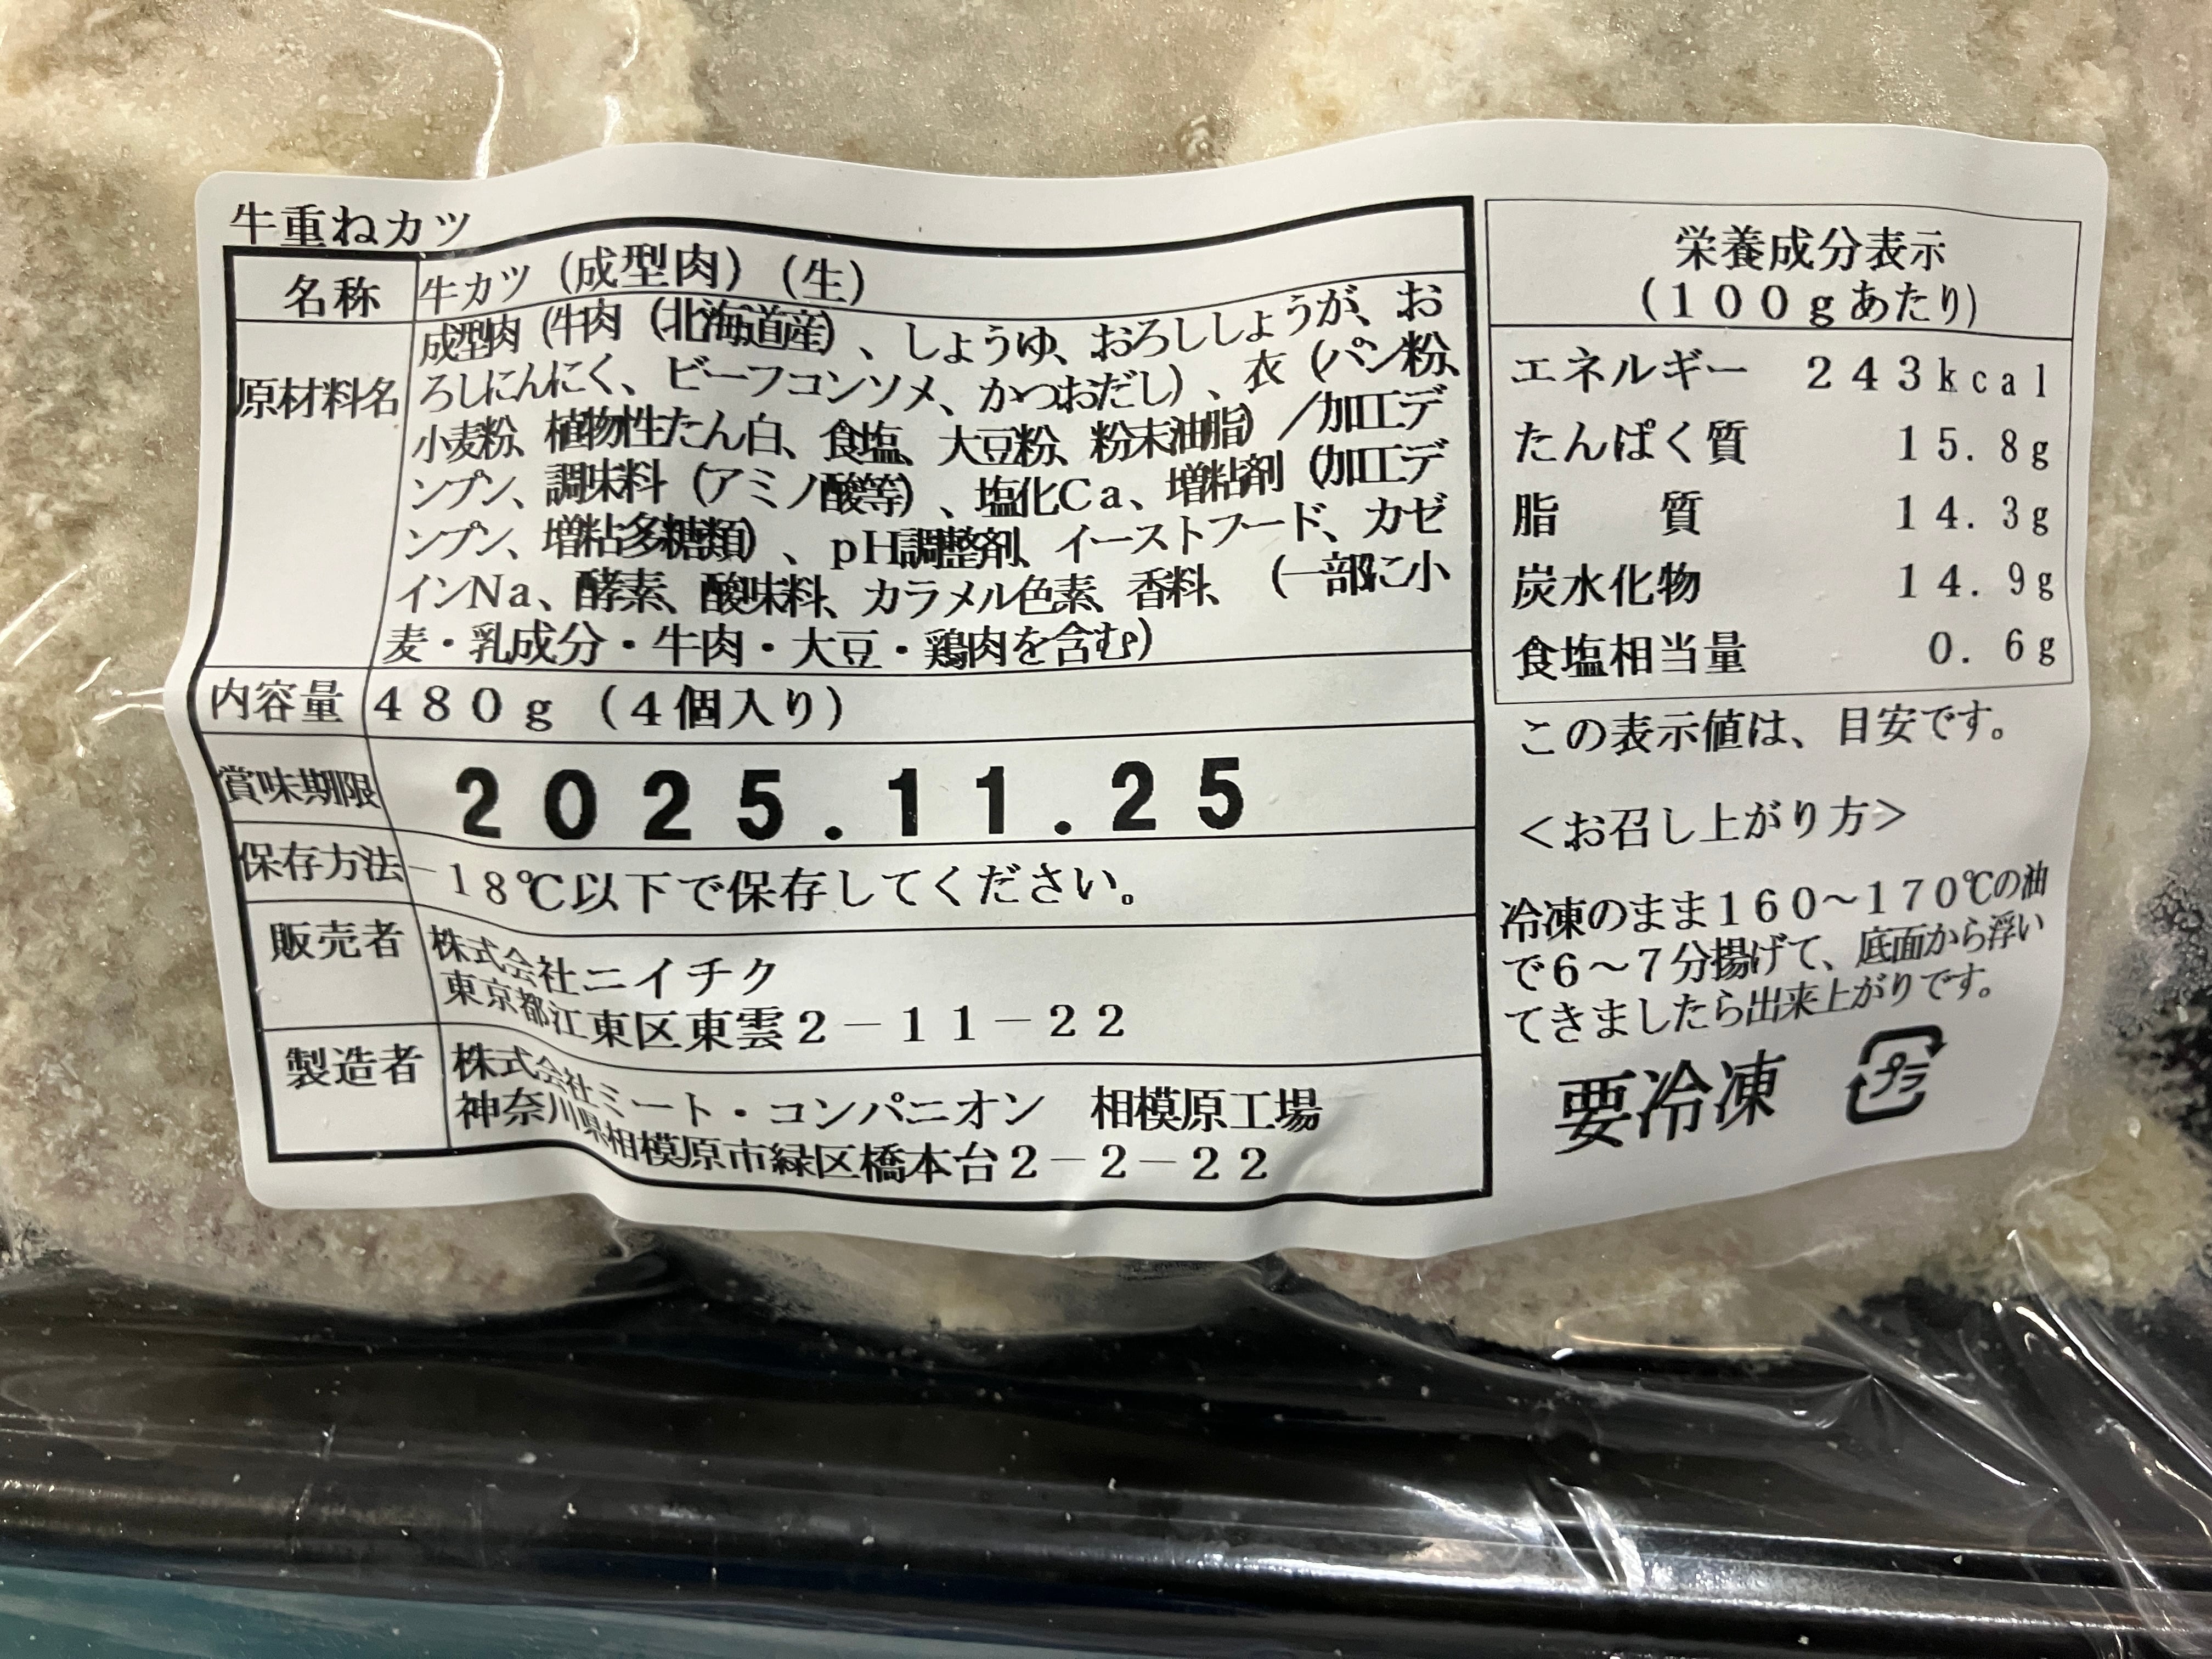 牛重ねカツ
名称 牛カツ（成型肉）（生）
原材料名 成型肉（牛肉（北海道産）、しょうゆ、おろししょうが、お
ろしにんにく、ビーフコンソメ、かつおだし）、衣（パン粉、
小麦粉、植物性たん白、食塩、大豆粉、粉末油脂）／加工デ
ンプン、調味料（アミノ酸等）、塩化Ｃａ、増粘剤（加工デ
ンプン、増粘多糖類）、ｐＨ調整剤、イーストフード、カゼ
インＮａ、酵素、酸味料、カラメル色素、香料、（一部に小
麦・乳成分・牛肉・大豆・鶏肉を含む）
内容量 ４８０ｇ（４個入り）
賞味期限 ２０２５．１１．２５
保存方法 －１８℃以下で保存してください。
販売者 株式会社ニイチク
東京都江東区東雲２－１１－２２
製造者 株式会社ミート・コンパニオン　相模原工場
神奈川県相模原市緑区橋本台２－２－２２
栄養成分表示
（１００ｇあたり）
エネルギー　２４３ｋｃａｌ
たんぱく質　１５．８ｇ
脂　　質　１４．３ｇ
炭水化物　１４．９ｇ
食塩相当量　０．６ｇ
この表示値は、目安です。
＜お召し上がり方＞
冷凍のまま１６０～１７０℃の油
で６～７分揚げて、底面から浮い
てきましたら出来上がりです。
要冷凍 プラ